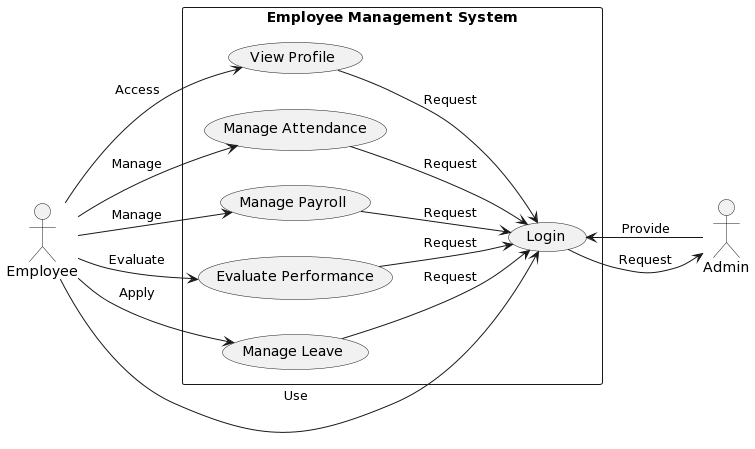 Employee Management System
View Profile
Access
Request
Manage Attendance
Manage
Request
Manage Payroll
Manage
Request
Login
Provide
Request
Evaluate
Evaluate Performance
Request
Request
Employee
Admin
Apply
Manage Leave
Use